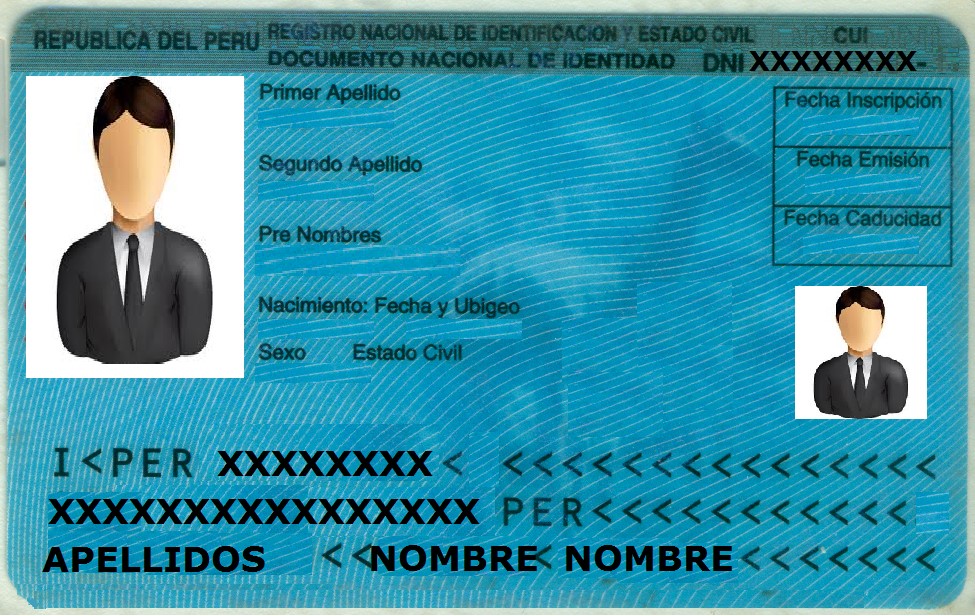 REPUBLICA DEL PERU REGISTRO NACIONAL DE IDENTIFICACION Y ESTADO CIVIL CUI
DOCUMENTO NACIONAL DE IDENTIDAD DNI XXXXXXXX-
Primer Apellido
Fecha Inscripción
Segundo Apellido
Fecha Emisión
Pre Nombres
Fecha Caducidad
Nacimiento: Fecha y Ubigeo
Sexo Estado Civil
I<PER XXXXXXXX< <<<<<<<<<<<<<<<
XXXXXXXXXXXXXXXX PER<<<<<<<<<<<
APELLIDOS <<NOMBRE<NOMBRE<<<<<<<